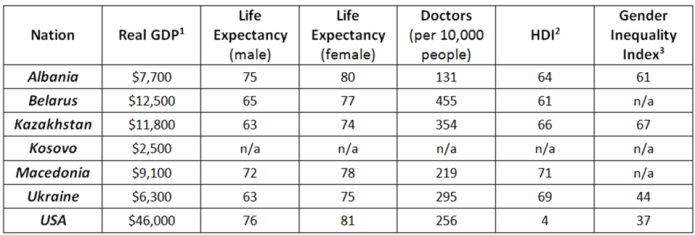 Nation | Real GDP¹ | Life Expectancy (male) | Life Expectancy (female) | Doctors (per 10,000 people) | HDI² | Gender Inequality Index³
Albania | $7,700 | 75 | 80 | 131 | 64 | 61
Belarus | $12,500 | 65 | 77 | 455 | 61 | n/a
Kazakhstan | $11,800 | 63 | 74 | 354 | 66 | 67
Kosovo | $2,500 | n/a | n/a | n/a | n/a | n/a
Macedonia | $9,100 | 72 | 78 | 219 | 71 | n/a
Ukraine | $6,300 | 63 | 75 | 295 | 69 | 44
USA | $46,000 | 76 | 81 | 256 | 4 | 37